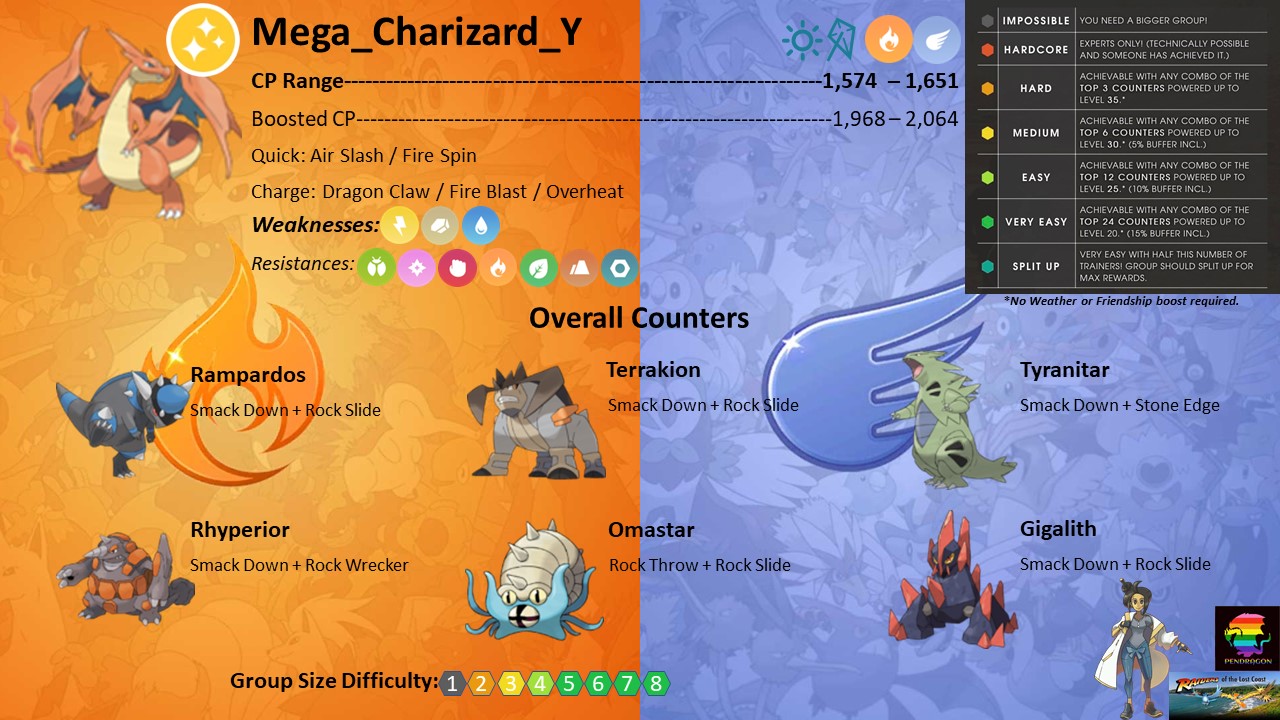 Mega_Charizard_Y
CP Range------------------------------------------------------------------------1,574 – 1,651
Boosted CP------------------------------------------------------------------------1,968 – 2,064
Quick: Air Slash / Fire Spin
Charge: Dragon Claw / Fire Blast / Overheat
Weaknesses:
Resistances:
IMPOSSIBLE YOU NEED A BIGGER GROUP!
HARDCORE EXPERTS ONLY! (TECHNICALLY POSSIBLE
AND SOMEONE HAS ACHIEVED IT.)
HARD ACHIEVABLE WITH ANY COMBO OF THE
TOP 3 COUNTERS POWERED UP TO
LEVEL 35.*
MEDIUM ACHIEVABLE WITH ANY COMBO OF THE
TOP 6 COUNTERS POWERED UP TO
LEVEL 30.* (5% BUFFER INCL.)
EASY ACHIEVABLE WITH ANY COMBO OF THE
TOP 12 COUNTERS POWERED UP TO
LEVEL 25.* (10% BUFFER INCL.)
VERY EASY ACHIEVABLE WITH ANY COMBO OF THE
TOP 24 COUNTERS POWERED UP TO
LEVEL 20.* (15% BUFFER INCL.)
SPLIT UP VERY EASY WITH HALF THIS NUMBER OF
TRAINERS! GROUP SHOULD SPLIT UP FOR
MAX REWARDS.
*No Weather or Friendship boost required.
Overall Counters
Rampardos
Smack Down + Rock Slide
Terrakion
Smack Down + Rock Slide
Tyranitar
Smack Down + Stone Edge
Rhyperior
Smack Down + Rock Wrecker
Omastar
Rock Throw + Rock Slide
Gigalith
Smack Down + Rock Slide
Group Size Difficulty: 1 2 3 4 5 6 7 8
PENDRAGON
RAIDERS of the Lost Coast